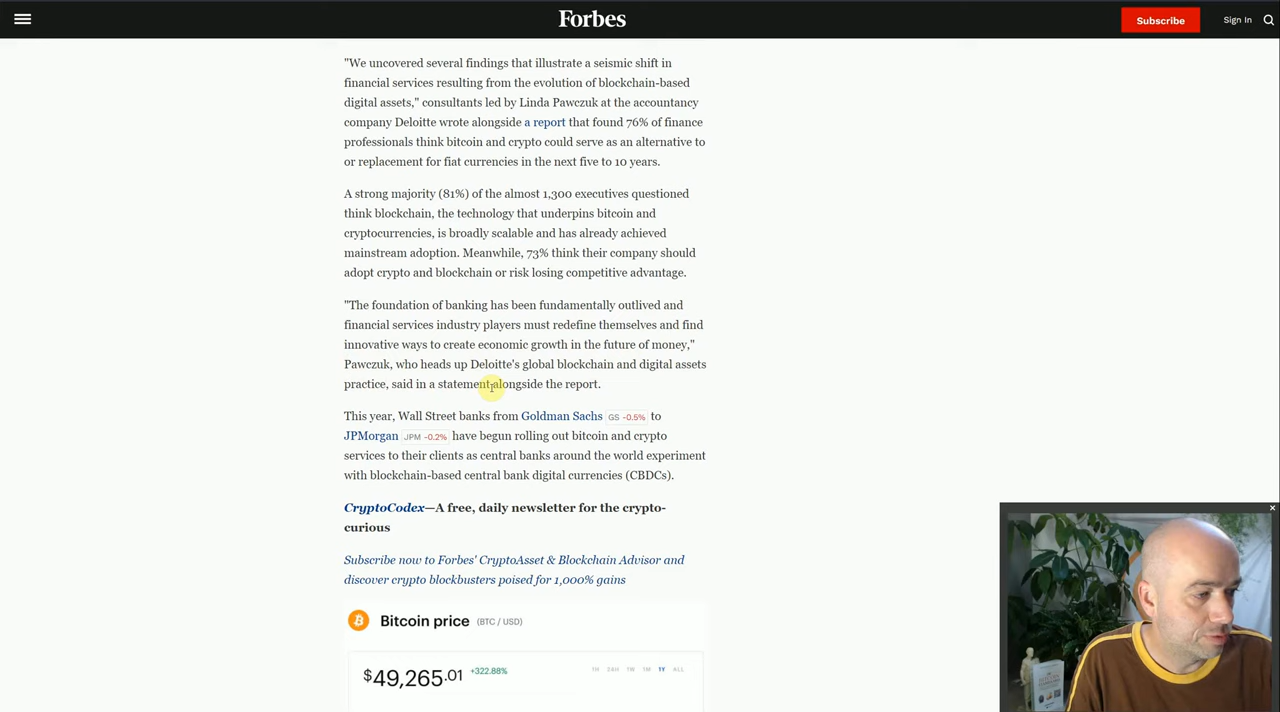 Forbes
Subscribe
Sign In
"We uncovered several findings that illustrate a seismic shift in
financial services resulting from the evolution of blockchain-based
digital assets," consultants led by Linda Pawczuk at the accountancy
company Deloitte wrote alongside a report that found 76% of finance
professionals think bitcoin and crypto could serve as an alternative to
or replacement for fiat currencies in the next five to 10 years.
A strong majority (81%) of the almost 1,300 executives questioned
think blockchain, the technology that underpins bitcoin and
cryptocurrencies, is broadly scalable and has already achieved
mainstream adoption. Meanwhile, 73% think their company should
adopt crypto and blockchain or risk losing competitive advantage.
"The foundation of banking has been fundamentally outlived and
financial services industry players must redefine themselves and find
innovative ways to create economic growth in the future of money,"
Pawczuk, who heads up Deloitte's global blockchain and digital assets
practice, said in a statement alongside the report.
This year, Wall Street banks from Goldman Sachs GS -0.5% to
JPMorgan JPM -0.2% have begun rolling out bitcoin and crypto
services to their clients as central banks around the world experiment
with blockchain-based central bank digital currencies (CBDCs).
CryptoCodex—A free, daily newsletter for the crypto-
curious
Subscribe now to Forbes' CryptoAsset & Blockchain Advisor and
discover crypto blockbusters poised for 1,000% gains
Bitcoin price (BTC / USD)
$49,265.01 +322.88% 1H 24H 1W 1M 1Y ALL